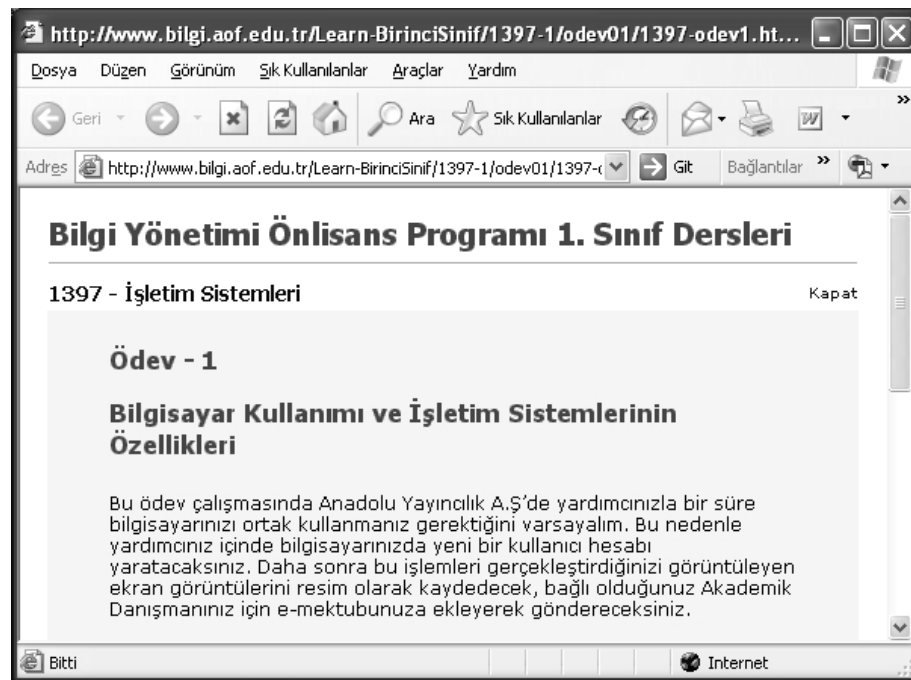 http://www.bilgi.aof.edu.tr/Learn-BirinciSinif/1397-1/odev01/1397-odev1.ht...
Dosya Düzen Görünüm Sık Kullanılanlar Araçlar Yardım
Geri Ara Sık Kullanılanlar
Adres http://www.bilgi.aof.edu.tr/Learn-BirinciSinif/1397-1/odev01/1397-( Git Bağlantılar
Bilgi Yönetimi Önlisans Programı 1. Sınıf Dersleri
1397 - İşletim Sistemleri Kapat
Ödev - 1
Bilgisayar Kullanımı ve İşletim Sistemlerinin
Özellikleri
Bu ödev çalışmasında Anadolu Yayıncılık A.Ş'de yardımcınızla bir süre
bilgisayarınızı ortak kullanmanız gerektiğini varsayalım. Bu nedenle
yardımcınız içinde bilgisayarınızda yeni bir kullanıcı hesabı
yaratacaksınız. Daha sonra bu işlemleri gerçekleştirdiğinizi görüntüleyen
ekran görüntülerini resim olarak kaydedecek, bağlı olduğunuz Akademik
Danışmanınız için e-mektubunuza ekleyerek göndereceksiniz.
Bitti Internet